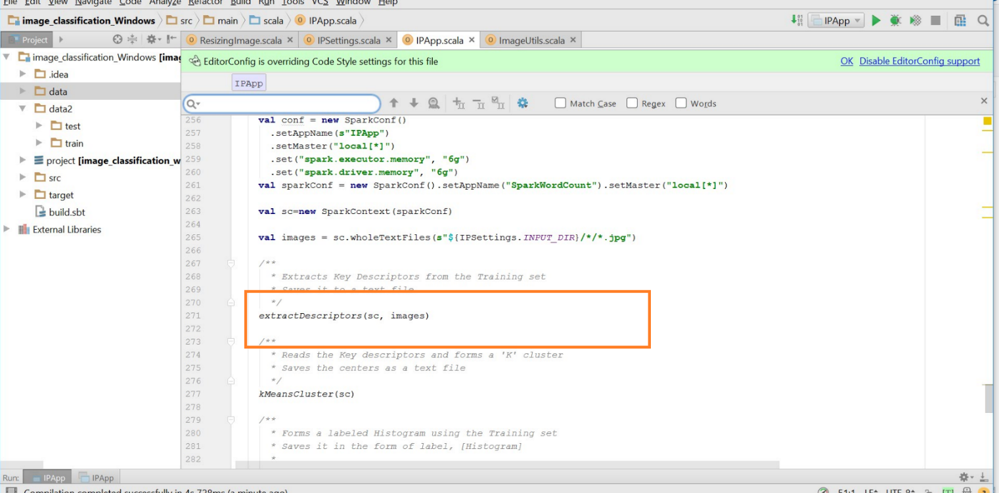 File Edit View Navigate Code Analyze Refactor Build Run Tools VCS Window Help
image_classification_Windows src main scala IPApp.scala IPApp
Project ResizingImage.scala IPSettings.scala IPApp.scala ImageUtils.scala
image_classification_Windows [imag
EditorConfig is overriding Code Style settings for this file OK Disable EditorConfig support
.idea
IPApp
data
Match Case Regex Words
data2
test
train
project [image_classification_w
src
target
build.sbt
External Libraries
256 val conf = new SparkConf()
257 .setAppName(s"IPApp")
258 .setMaster("local[*]")
259 .set("spark.executor.memory", "6g")
260 .set("spark.driver.memory", "6g")
261 val sparkConf = new SparkConf().setAppName("SparkWordCount").setMaster("local[*]")
262
263 val sc=new SparkContext(sparkConf)
264
265 val images = sc.wholeTextFiles(s"${IPSettings.INPUT_DIR}/*/*.jpg")
266
267 /**
268 * Extracts Key Descriptors from the Training set
269 * Saves it to a text file
270 */
271 extractDescriptors(sc, images)
272
273 /**
274 * Reads the Key descriptors and forms a 'K' cluster
275 * Saves the centers as a text file
276 */
277 kMeansCluster(sc)
278
279 /**
280 * Forms a labeled Histogram using the Training set
281 * Saves it in the form of label, [Histogram]
282 *
Run: IPApp IPApp
Compilation completed successfully in 4s 728ms (a minute ago) 51:1 LF UTF-8 [T]